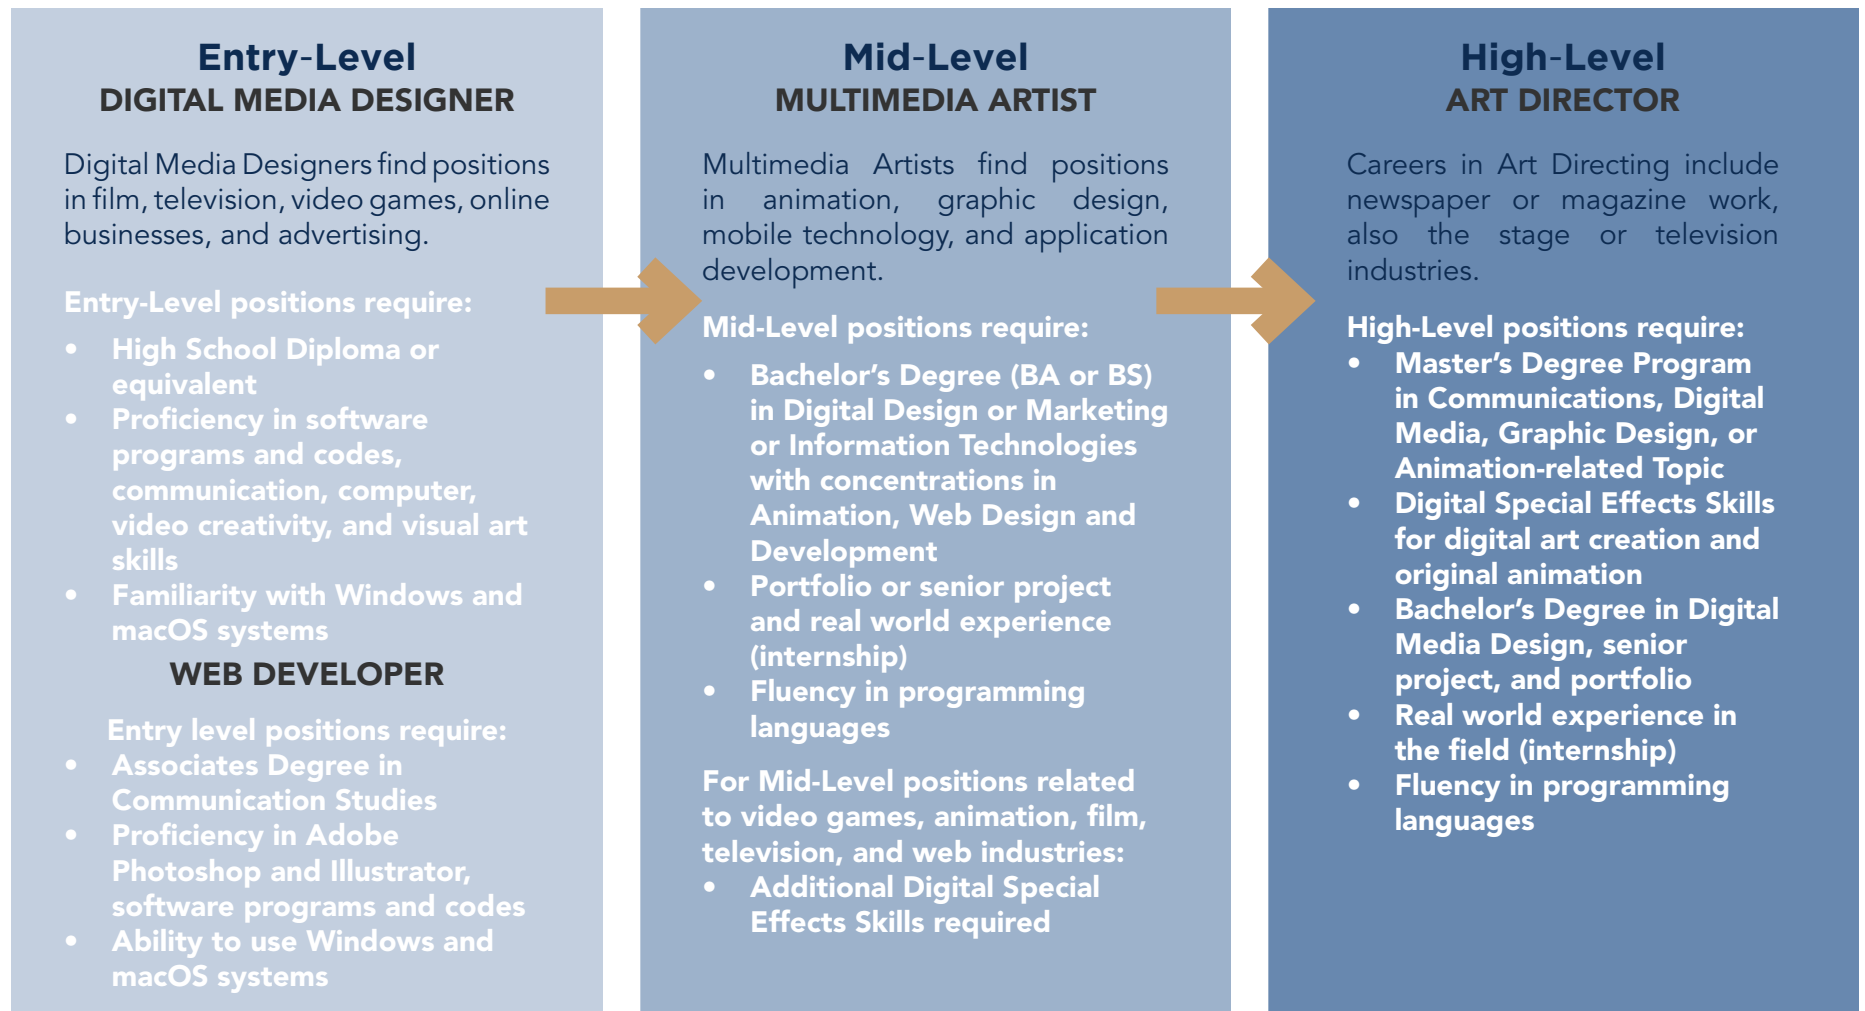 Entry-Level
DIGITAL MEDIA DESIGNER
Digital Media Designers find positions
in film, television, video games, online
businesses, and advertising.
Entry-Level positions require:
• High School Diploma or
equivalent
• Proficiency in software
programs and codes,
communication, computer,
video creativity, and visual art
skills
• Familiarity with Windows and
macOS systems
WEB DEVELOPER
Entry level positions require:
• Associates Degree in
Communication Studies
• Proficiency in Adobe
Photoshop and Illustrator,
software programs and codes
• Ability to use Windows and
macOS systems
Mid-Level
MULTIMEDIA ARTIST
Multimedia Artists find positions
in animation, graphic design,
mobile technology, and application
development.
Mid-Level positions require:
• Bachelor's Degree (BA or BS)
in Digital Design or Marketing
or Information Technologies
with concentrations in
Animation, Web Design and
Development
• Portfolio or senior project
and real world experience
(internship)
• Fluency in programming
languages
For Mid-Level positions related
to video games, animation, film,
television, and web industries:
• Additional Digital Special
Effects Skills required
High-Level
ART DIRECTOR
Careers in Art Directing include
newspaper or magazine work,
also the stage or television
industries.
High-Level positions require:
• Master's Degree Program
in Communications, Digital
Media, Graphic Design, or
Animation-related Topic
• Digital Special Effects Skills
for digital art creation and
original animation
• Bachelor's Degree in Digital
Media Design, senior
project, and portfolio
• Real world experience in
the field (internship)
• Fluency in programming
languages